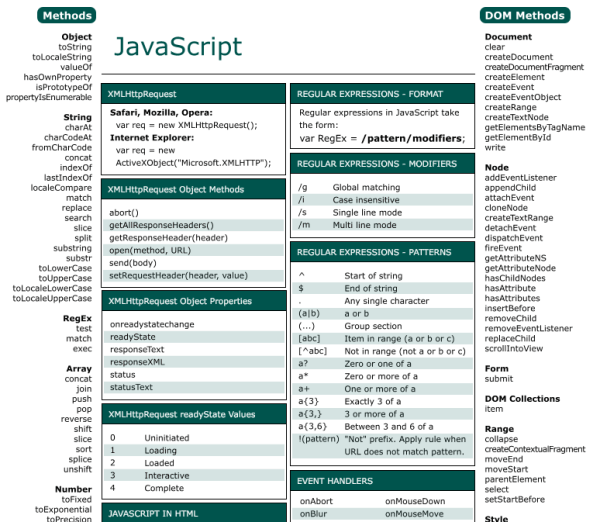 Methods
Object
toString
toLocaleString
valueOf
hasOwnProperty
isPrototypeOf
propertyIsEnumerable
String
charAt
charCodeAt
fromCharCode
concat
indexOf
lastIndexOf
localeCompare
match
replace
search
slice
split
substring
substr
toLowerCase
toUpperCase
toLocaleLowerCase
toLocaleUpperCase
RegEx
test
match
exec
Array
concat
join
push
pop
reverse
shift
slice
sort
splice
unshift
Number
toFixed
toExponential
toPrecision
JavaScript
XMLHttpRequest
Safari, Mozilla, Opera:
var req = new XMLHttpRequest();
Internet Explorer:
var req = new
ActiveXObject("Microsoft.XMLHTTP");
XMLHttpRequest Object Methods
abort()
getAllResponseHeaders()
getResponseHeader(header)
open(method, URL)
send(body)
setRequestHeader(header, value)
XMLHttpRequest Object Properties
onreadystatechange
readyState
responseText
responseXML
status
statusText
XMLHttpRequest readyState Values
0 Uninitiated
1 Loading
2 Loaded
3 Interactive
4 Complete
JAVASCRIPT IN HTML
REGULAR EXPRESSIONS - FORMAT
Regular expressions in JavaScript take
the form:
var RegEx = /pattern/modifiers;
REGULAR EXPRESSIONS - MODIFIERS
/g Global matching
/i Case insensitive
/s Single line mode
/m Multi line mode
REGULAR EXPRESSIONS - PATTERNS
^ Start of string
$ End of string
. Any single character
(a|b) a or b
(...) Group section
[abc] Item in range (a or b or c)
[^abc] Not in range (not a or b or c)
a? Zero or one of a
a* Zero or more of a
a+ One or more of a
a{3} Exactly 3 of a
a{3,} 3 or more of a
a{3,6} Between 3 and 6 of a
!(pattern) "Not" prefix. Apply rule when
URL does not match pattern.
EVENT HANDLERS
onAbort onMouseDown
onBlur onMouseMove
DOM Methods
Document
clear
createDocument
createDocumentFragment
createElement
createEvent
createEventObject
createRange
createTextNode
getElementsByTagName
getElementById
write
Node
addEventListener
appendChild
attachEvent
cloneNode
createTextRange
detachEvent
dispatchEvent
fireEvent
getAttributeNS
getAttributeNode
hasChildNodes
hasAttribute
hasAttributes
insertBefore
removeChild
removeEventListener
replaceChild
scrollIntoView
Form
submit
DOM Collections
item
Range
collapse
createContextualFragment
moveEnd
moveStart
parentElement
select
setStartBefore
Style